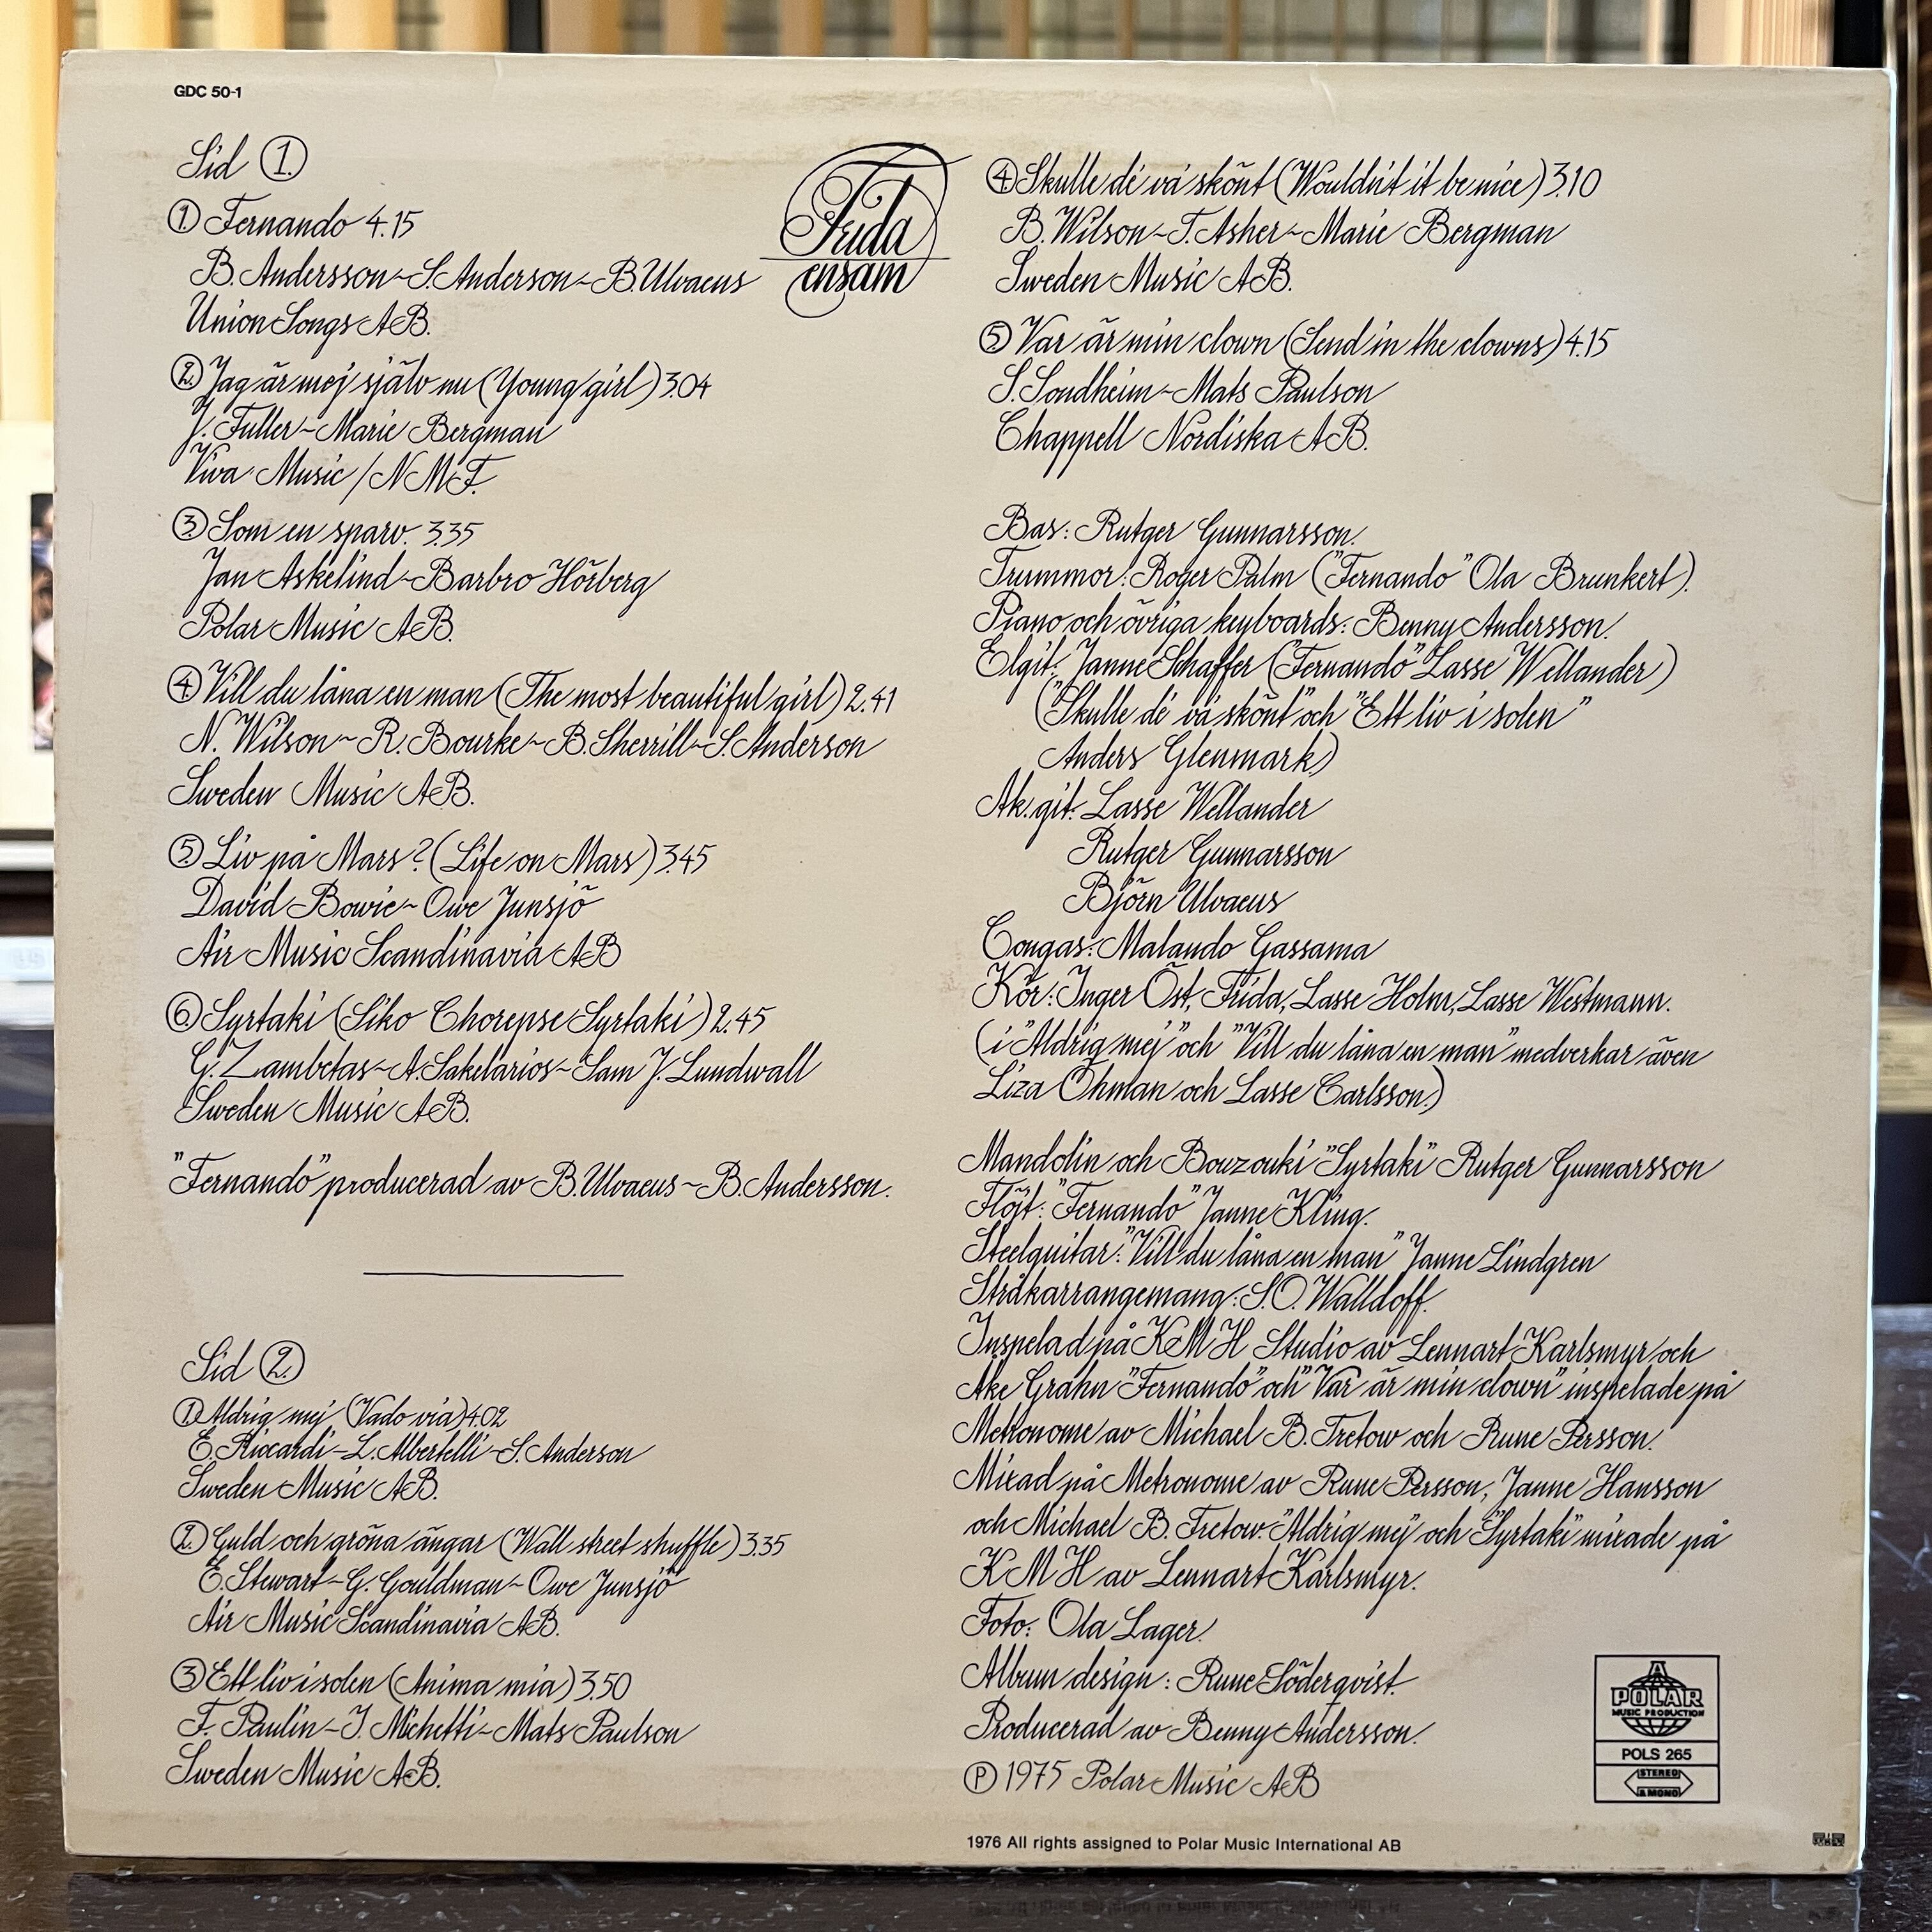 GDC 50-1
Sid 1.
1. Fernando 4.15
B. Andersson~S. Anderson~B. Ulvaeus
Union Songs AB.
2. Jag är mej själv nu (Young girl) 3.04
J. Fuller~Marie Bergman
Viva Music /NMF.
3. Som en sparv. 3.35
Jan Askelind~Barbro Hörberg
Polar Music AB.
4. Vill du låna en man (The most beautiful girl) 2.41
N. Wilson~R. Bourke~B. Sherrill~S. Anderson
Sweden Music AB.
5. Liv på Mars? (Life on Mars) 3.45
David Bowie~Owe Junsjö
Air Music Scandinavia AB
6. Syrtaki (Siko Chorepse Syrtaki) 2.45
G. Zambetas~A. Sakelarios~Sam J. Lundwall
Sweden Music AB.
"Fernando" producerad av B. Ulvaeus~B. Andersson.
Sid 2.
1. Aldrig mej (Vado via) 4.02
E. Riccardi~L. Albertelli~S. Anderson
Sweden Music AB.
2. Guld och gröna ängar (Wall street shuffle) 3.35
E. Stewart~G. Gouldman~Owe Junsjö
Air Music Scandinavia AB.
3. Ett liv i solen (Anima mia) 3.50
F. Paulin~I. Michetti~Mats Paulson
Sweden Music AB.
Frida
ensam
4. Skulle dé va' skönt (Wouldn't it be nice) 3.10
B. Wilson~T. Asher~Marie Bergman
Sweden Music AB.
5. Var är min clown (Send in the clowns) 4.15
S. Sondheim~Mats Paulson
Chappell Nordiska AB.
Bas: Rutger Gunnarsson.
Trummor: Roger Palm ("Fernando" Ola Brunkert).
Piano och övriga keyboards: Benny Andersson.
Elgit: Janne Schaffer ("Fernando" Lasse Wellander)
("Skulle dé va' skönt" och "Ett liv i solen"
Anders Glenmark)
Ak. git: Lasse Wellander
Rutger Gunnarsson
Björn Ulvaeus
Congas: Malando Gassama
Kör: Inger Öst, Frida, Lasse Holm, Lasse Westmann.
(i "Aldrig mej" och "Vill du låna en man" medverkar även
Liza Öhman och Lasse Carlsson.)
Mandolin och Bouzouki "Syrtaki" Rutger Gunnarsson
Flöjt: "Fernando" Janne Kling.
Steelguitar: "Vill du låna en man" Janne Lindgren
Stråkarrangemang: S.O. Walldoff.
Inspelad på KMH Studio av Lennart Karlsmyr och
Åke Grahn "Fernando" och "Var är min clown" inspelade på
Metronome av Michael B. Tretow och Rune Persson.
Mixad på Metronome av Rune Persson, Janne Hansson
och Michael B. Tretow. "Aldrig mej" och "Syrtaki" mixade på
KMH av Lennart Karlsmyr.
Foto: Ola Lager.
Album design: Rune Söderqvist.
Producerad av Benny Andersson.
℗ 1975 Polar Music AB
POLAR
MUSIC PRODUCTION
POLS 265
STEREO
& MONO
1976 All rights assigned to Polar Music International AB